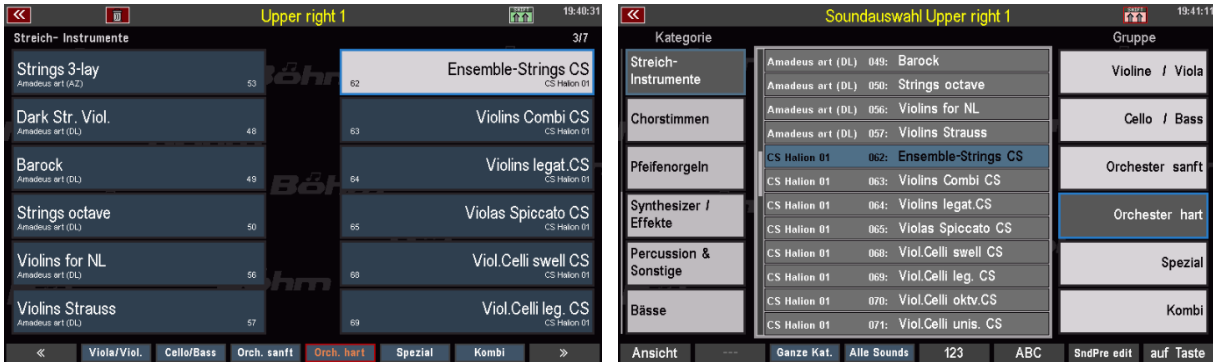 Upper right 1
19:40:31
Streich- Instrumente
3/7
Strings 3-lay
Amadeus art (AZ)
53
Ensemble-Strings CS
62
CS Halion 01
Dark Str. Viol.
Amadeus art (DL)
48
Violins Combi CS
63
CS Halion 01
Barock
Amadeus art (DL)
49
Violins legat.CS
64
CS Halion 01
Strings octave
Amadeus art (DL)
50
Violas Spiccato CS
65
CS Halion 01
Violins for NL
Amadeus art (DL)
56
Viol.Celli swell CS
68
CS Halion 01
Violins Strauss
Amadeus art (DL)
57
Viol.Celli leg. CS
69
CS Halion 01
Böhm
« Viola/Viol. Cello/Bass Orch. sanft Orch. hart Spezial Kombi »
Soundauswahl Upper right 1
19:41:11
Kategorie
Gruppe
Streich-
Instrumente
Chorstimmen
Pfeifenorgeln
Synthesizer /
Effekte
Percussion &
Sonstige
Bässe
Amadeus art (DL) 049: Barock
Amadeus art (DL) 050: Strings octave
Amadeus art (DL) 056: Violins for NL
Amadeus art (DL) 057: Violins Strauss
CS Halion 01 062: Ensemble-Strings CS
CS Halion 01 063: Violins Combi CS
CS Halion 01 064: Violins legat.CS
CS Halion 01 065: Violas Spiccato CS
CS Halion 01 068: Viol.Celli swell CS
CS Halion 01 069: Viol.Celli leg. CS
CS Halion 01 070: Viol.Celli oktv.CS
CS Halion 01 071: Viol.Celli unis. CS
Violine / Viola
Cello / Bass
Orchester sanft
Orchester hart
Spezial
Kombi
Ansicht --- Ganze Kat. Alle Sounds 123 ABC SndPre edit auf Taste